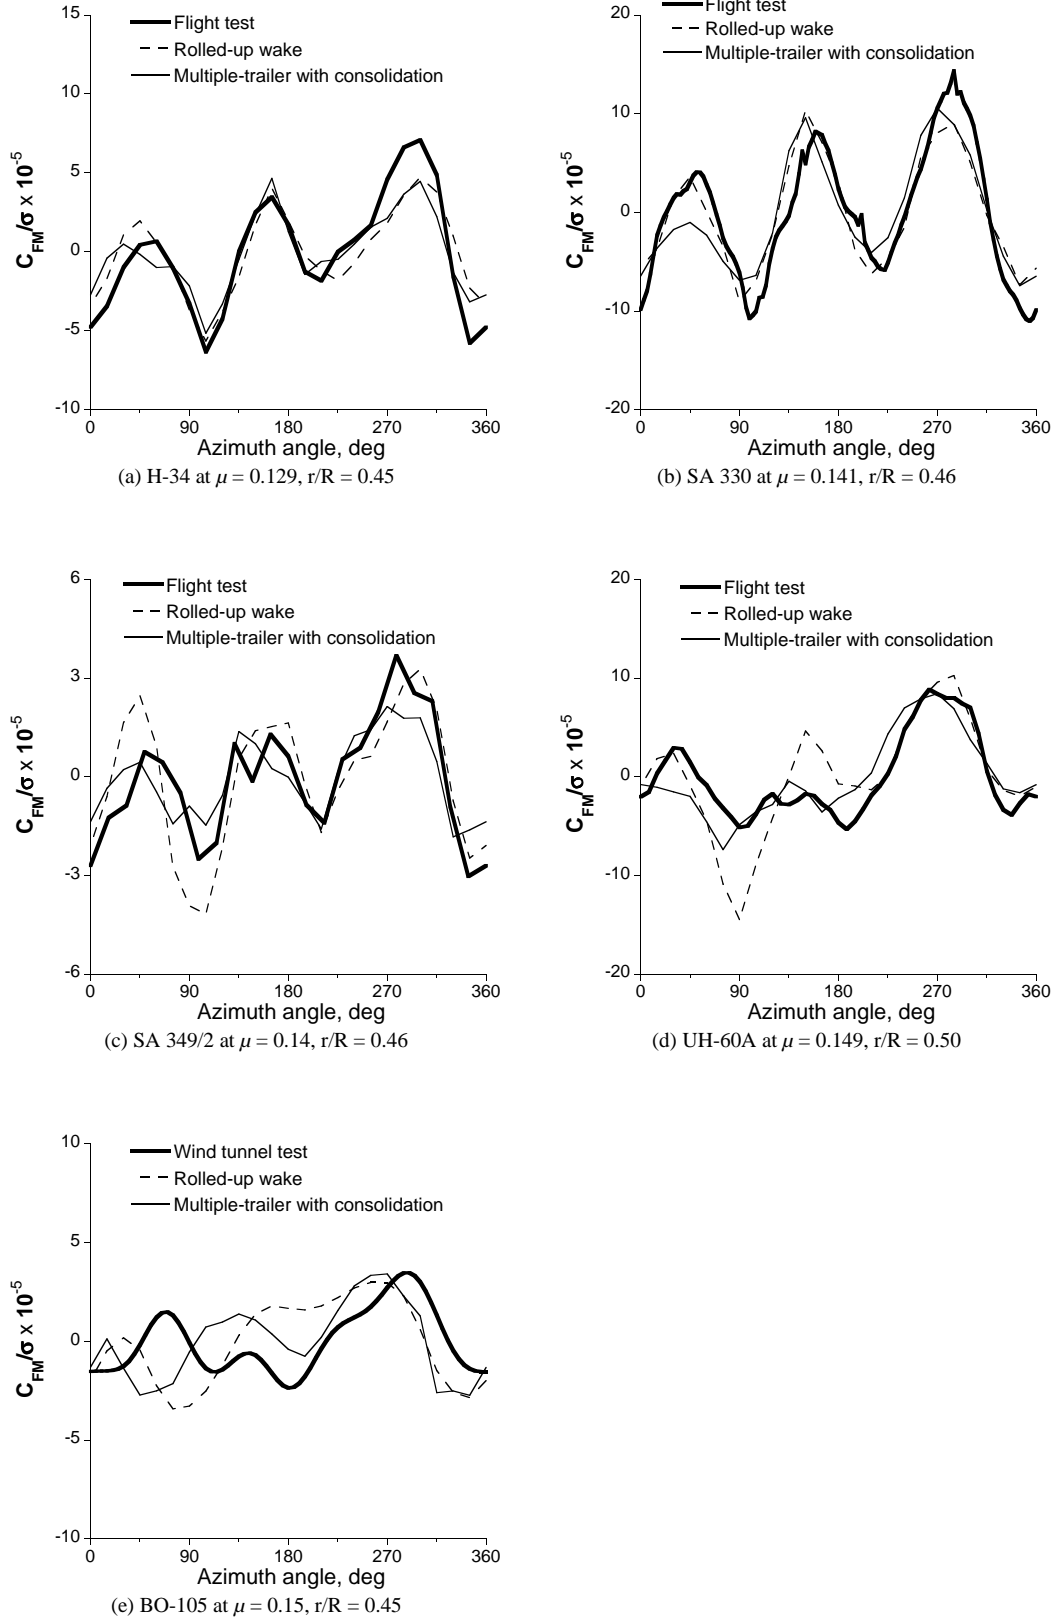 15
10
5
0
-5
-10
C_FM/σ x 10^-5
Flight test
Rolled-up wake
Multiple-trailer with consolidation
0 90 180 270 360
Azimuth angle, deg
(a) H-34 at μ = 0.129, r/R = 0.45
20
10
0
-10
-20
C_FM/σ x 10^-5
Flight test
Rolled-up wake
Multiple-trailer with consolidation
0 90 180 270 360
Azimuth angle, deg
(b) SA 330 at μ = 0.141, r/R = 0.46
6
3
0
-3
-6
C_FM/σ x 10^-5
Flight test
Rolled-up wake
Multiple-trailer with consolidation
0 90 180 270 360
Azimuth angle, deg
(c) SA 349/2 at μ = 0.14, r/R = 0.46
20
10
0
-10
-20
C_FM/σ x 10^-5
Flight test
Rolled-up wake
Multiple-trailer with consolidation
0 90 180 270 360
Azimuth angle, deg
(d) UH-60A at μ = 0.149, r/R = 0.50
10
5
0
-5
-10
C_FM/σ x 10^-5
Wind tunnel test
Rolled-up wake
Multiple-trailer with consolidation
0 90 180 270 360
Azimuth angle, deg
(e) BO-105 at μ = 0.15, r/R = 0.45